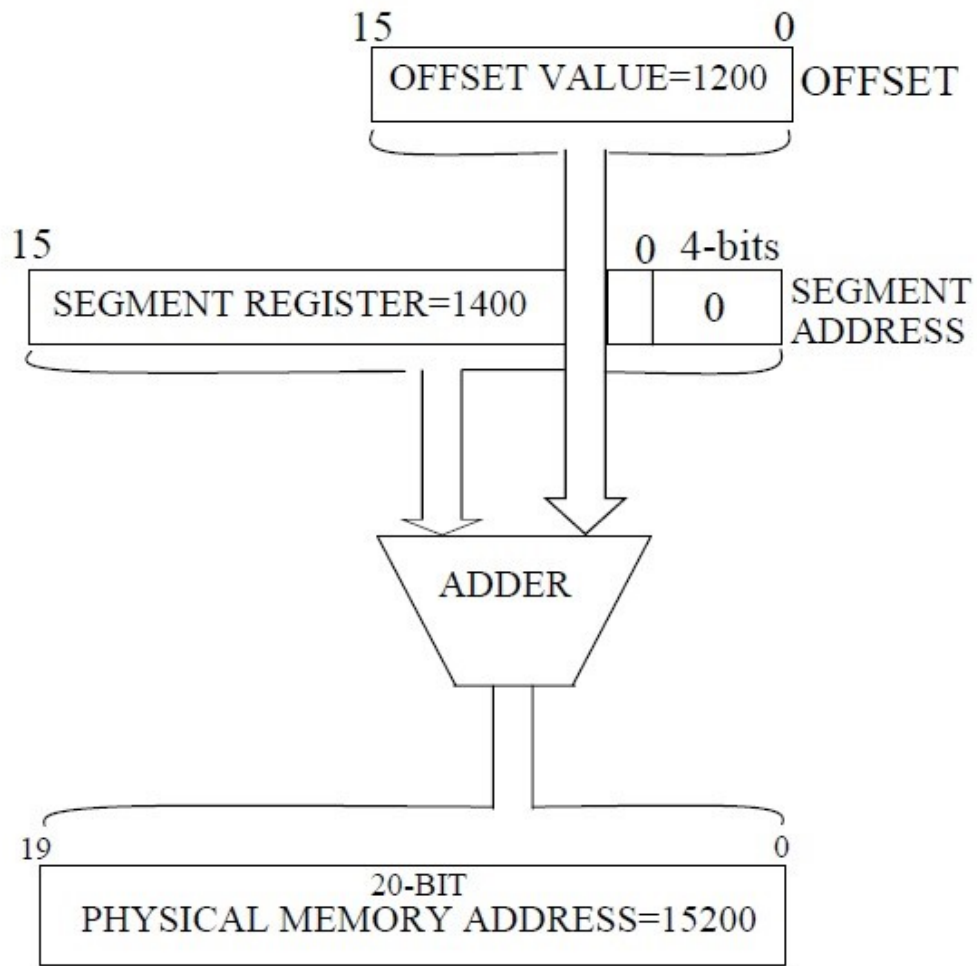 15 0
OFFSET VALUE=1200 OFFSET
15 0 4-bits
SEGMENT REGISTER=1400 0 SEGMENT
ADDRESS
ADDER
19 0
20-BIT
PHYSICAL MEMORY ADDRESS=15200